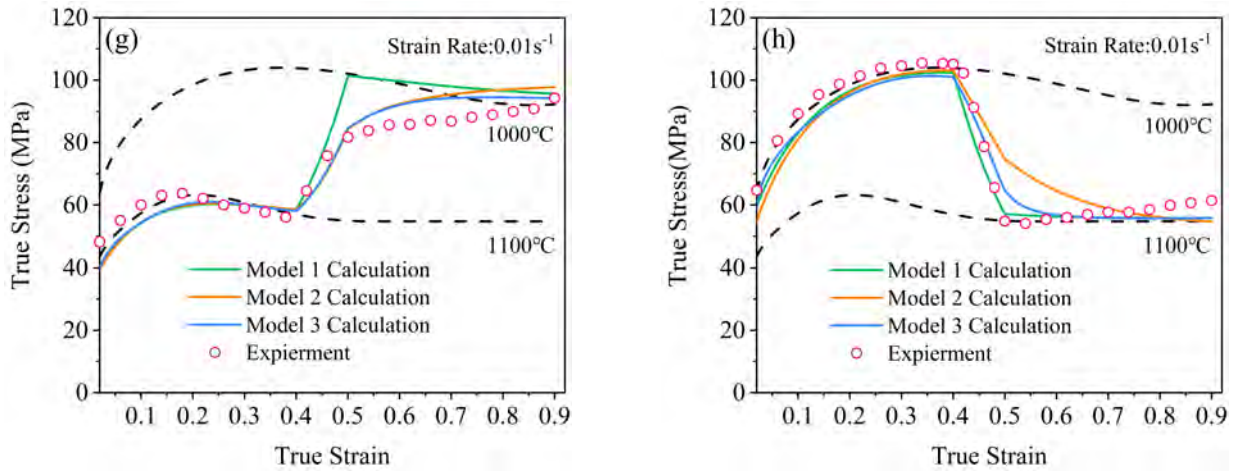 (g)
Strain Rate:0.01s⁻¹
True Stress (MPa)
120
100
80
60
40
20
0
1000℃
1100℃
Model 1 Calculation
Model 2 Calculation
Model 3 Calculation
Expierment
0.1 0.2 0.3 0.4 0.5 0.6 0.7 0.8 0.9
True Strain
(h)
Strain Rate:0.01s⁻¹
True Stress(MPa)
120
100
80
60
40
20
0
1000℃
1100℃
Model 1 Calculation
Model 2 Calculation
Model 3 Calculation
Expierment
0.1 0.2 0.3 0.4 0.5 0.6 0.7 0.8 0.9
True Strain